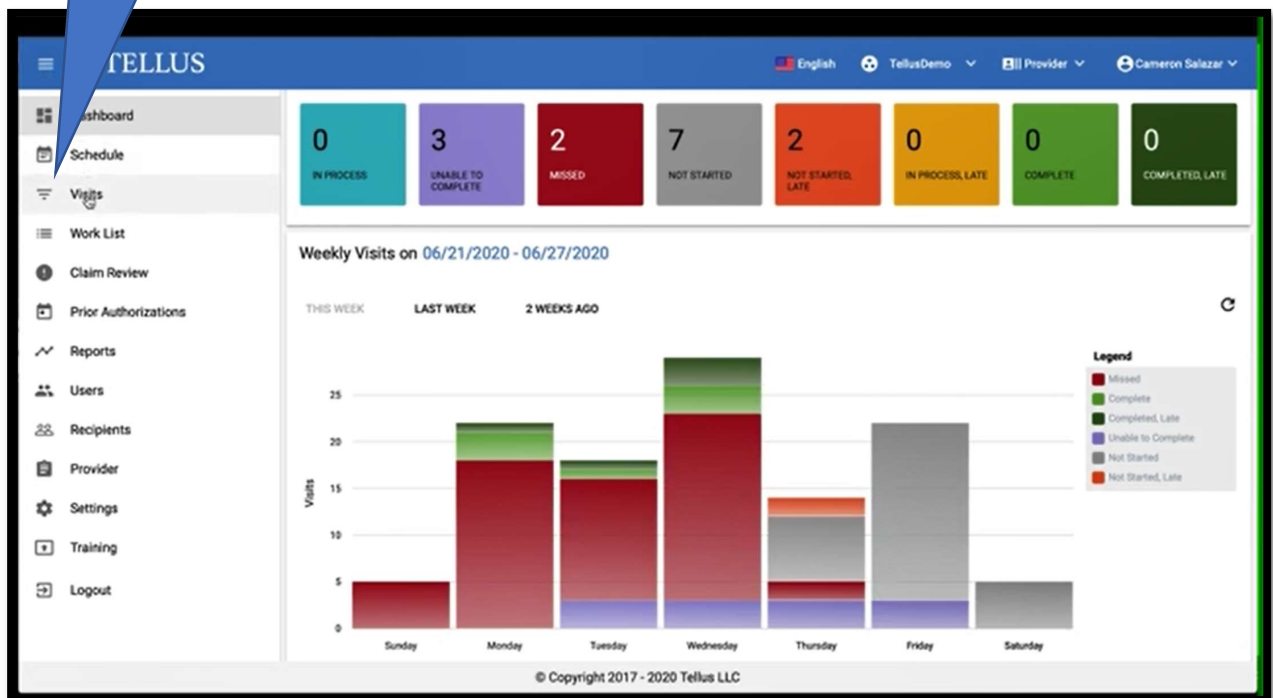 TELLUS
English
TellusDemo
Provider
Cameron Salazar
shboard
Schedule
Visits
Work List
Claim Review
Prior Authorizations
Reports
Users
Recipients
Provider
Settings
Training
Logout
0
IN PROCESS
3
UNABLE TO
COMPLETE
2
MISSED
7
NOT STARTED
2
NOT STARTED,
LATE
0
IN PROCESS, LATE
0
COMPLETE
0
COMPLETED, LATE
Weekly Visits on 06/21/2020 - 06/27/2020
THIS WEEK LAST WEEK 2 WEEKS AGO
Legend
Missed
Complete
Completed, Late
Unable to Complete
Not Started
Not Started, Late
Visits
25
20
15
10
5
0
Sunday Monday Tuesday Wednesday Thursday Friday Saturday
© Copyright 2017 - 2020 Tellus LLC